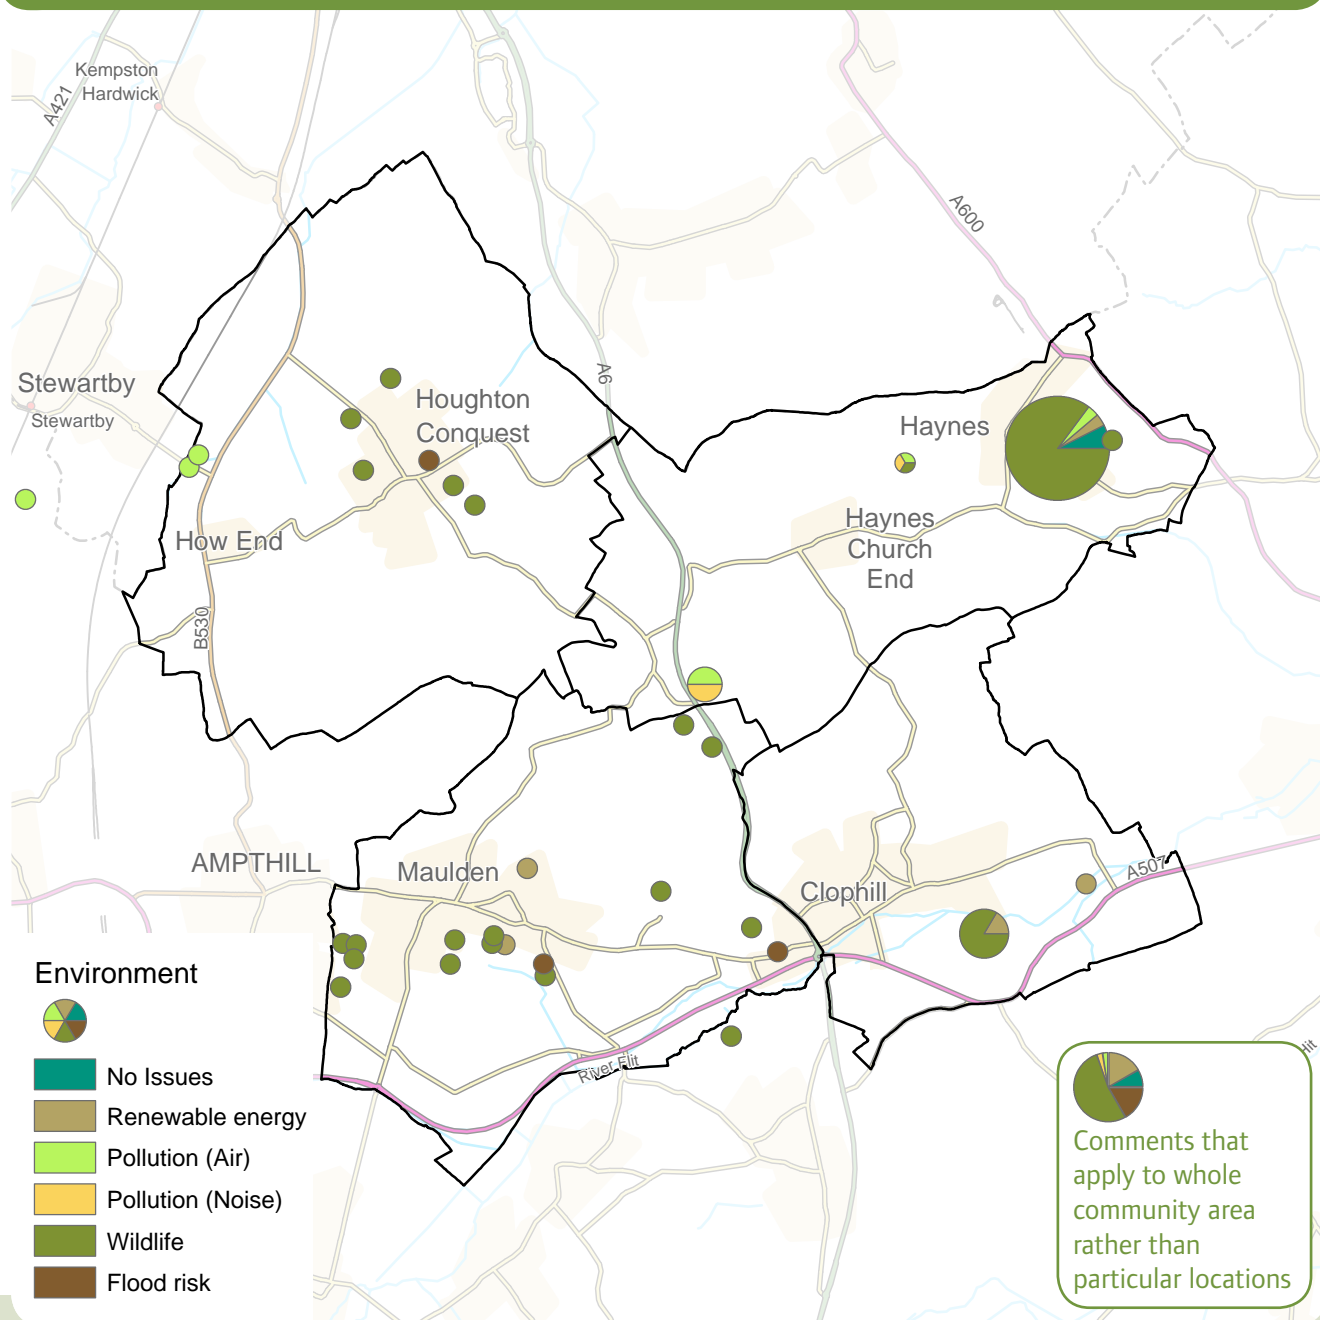 Kempston
Hardwick
A421
A600
Stewartby
Stewartby
A6
Houghton
Conquest
Haynes
How End
Haynes
Church
End
B530
AMPTHILL
Maulden
Clophill
A507
River Flit
Hit
Environment
No Issues
Renewable energy
Pollution (Air)
Pollution (Noise)
Wildlife
Flood risk
Comments that
apply to whole
community area
rather than
particular locations